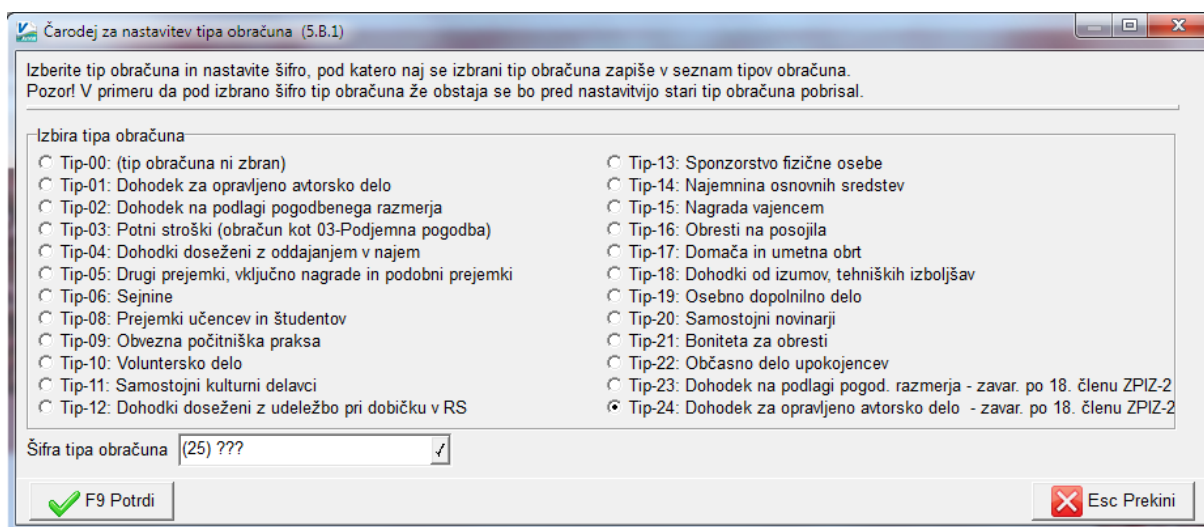 Čarodej za nastavitev tipa obračuna (5.B.1)
Izberite tip obračuna in nastavite šifro, pod katero naj se izbrani tip obračuna zapiše v seznam tipov obračuna.
Pozor! V primeru da pod izbrano šifro tip obračuna že obstaja se bo pred nastavitvijo stari tip obračuna pobrisal.
Izbira tipa obračuna
Tip-00: (tip obračuna ni zbran)
Tip-01: Dohodek za opravljeno avtorsko delo
Tip-02: Dohodek na podlagi pogodbenega razmerja
Tip-03: Potni stroški (obračun kot 03-Podjemna pogodba)
Tip-04: Dohodki doseženi z oddajanjem v najem
Tip-05: Drugi prejemki, vključno nagrade in podobni prejemki
Tip-06: Sejnine
Tip-08: Prejemki učencev in študentov
Tip-09: Obvezna počitniška praksa
Tip-10: Voluntersko delo
Tip-11: Samostojni kulturni delavci
Tip-12: Dohodki doseženi z udeležbo pri dobičku v RS
Tip-13: Sponzorstvo fizične osebe
Tip-14: Najemnina osnovnih sredstev
Tip-15: Nagrada vajencem
Tip-16: Obresti na posojila
Tip-17: Domača in umetna obrt
Tip-18: Dohodki od izumov, tehniških izboljšav
Tip-19: Osebno dopolnilno delo
Tip-20: Samostojni novinarji
Tip-21: Boniteta za obresti
Tip-22: Občasno delo upokojencev
Tip-23: Dohodek na podlagi pogod. razmerja - zavar. po 18. členu ZPIZ-2
Tip-24: Dohodek za opravljeno avtorsko delo - zavar. po 18. členu ZPIZ-2
Šifra tipa obračuna (25) ???
F9 Potrdi
Esc Prekini